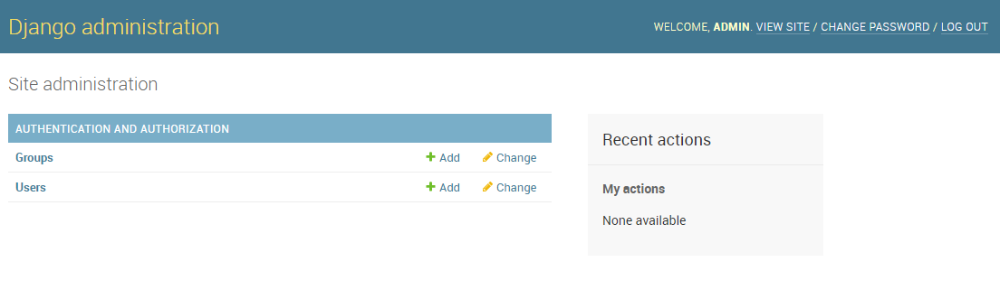 Django administration
WELCOME, ADMIN. VIEW SITE / CHANGE PASSWORD / LOG OUT
Site administration
AUTHENTICATION AND AUTHORIZATION
Groups Add Change
Users Add Change
Recent actions
My actions
None available